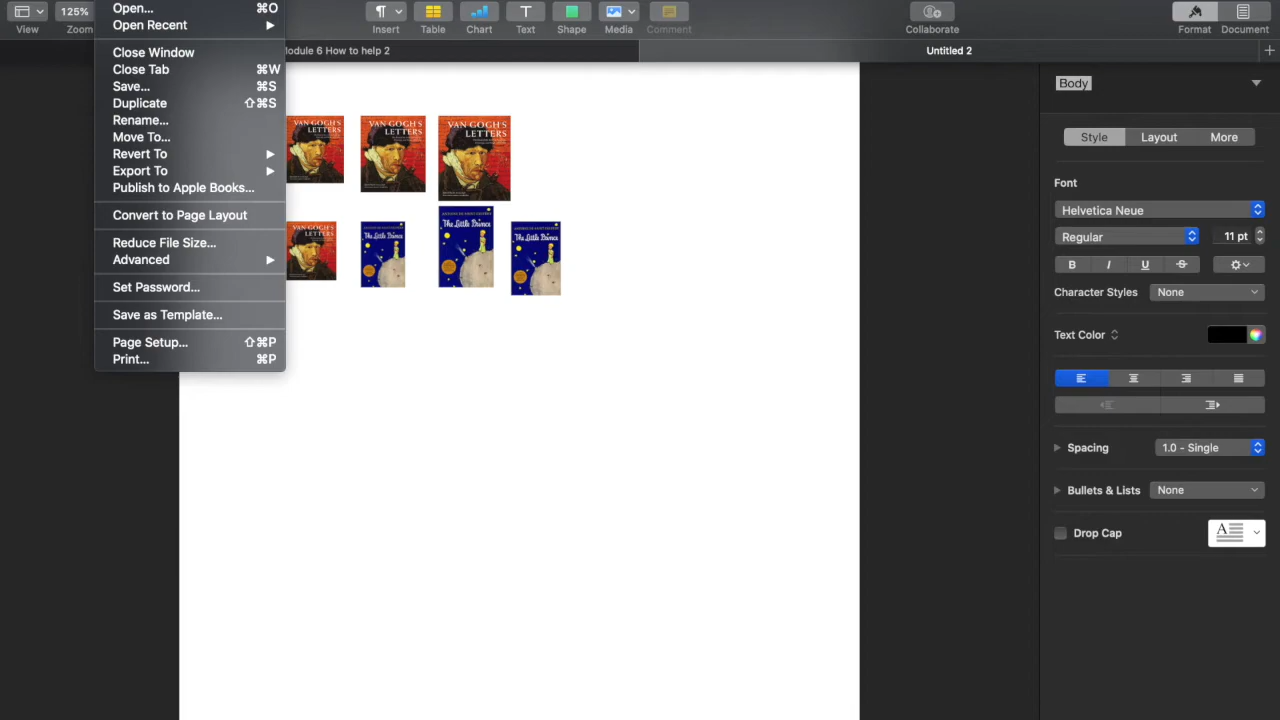 125%
View
Zoom
Insert
Table
Chart
Text
Shape
Media
Comment
Collaborate
Format
Document
Module 6 How to help 2
Untitled 2
Open... ⌘O
Open Recent
Close Window
Close Tab ⌘W
Save... ⌘S
Duplicate ⇧⌘S
Rename...
Move To...
Revert To
Export To
Publish to Apple Books...
Convert to Page Layout
Reduce File Size...
Advanced
Set Password...
Save as Template...
Page Setup... ⇧⌘P
Print... ⌘P
VAN GOGH'S
LETTERS
VAN GOGH'S
LETTERS
VAN GOGH'S
LETTERS
VAN GOGH'S
LETTERS
The Little Prince
The Little Prince
The Little Prince
Body
Style Layout More
Font
Helvetica Neue
Regular 11 pt
B I U S
Character Styles None
Text Color
Spacing 1.0 - Single
Bullets & Lists None
Drop Cap A